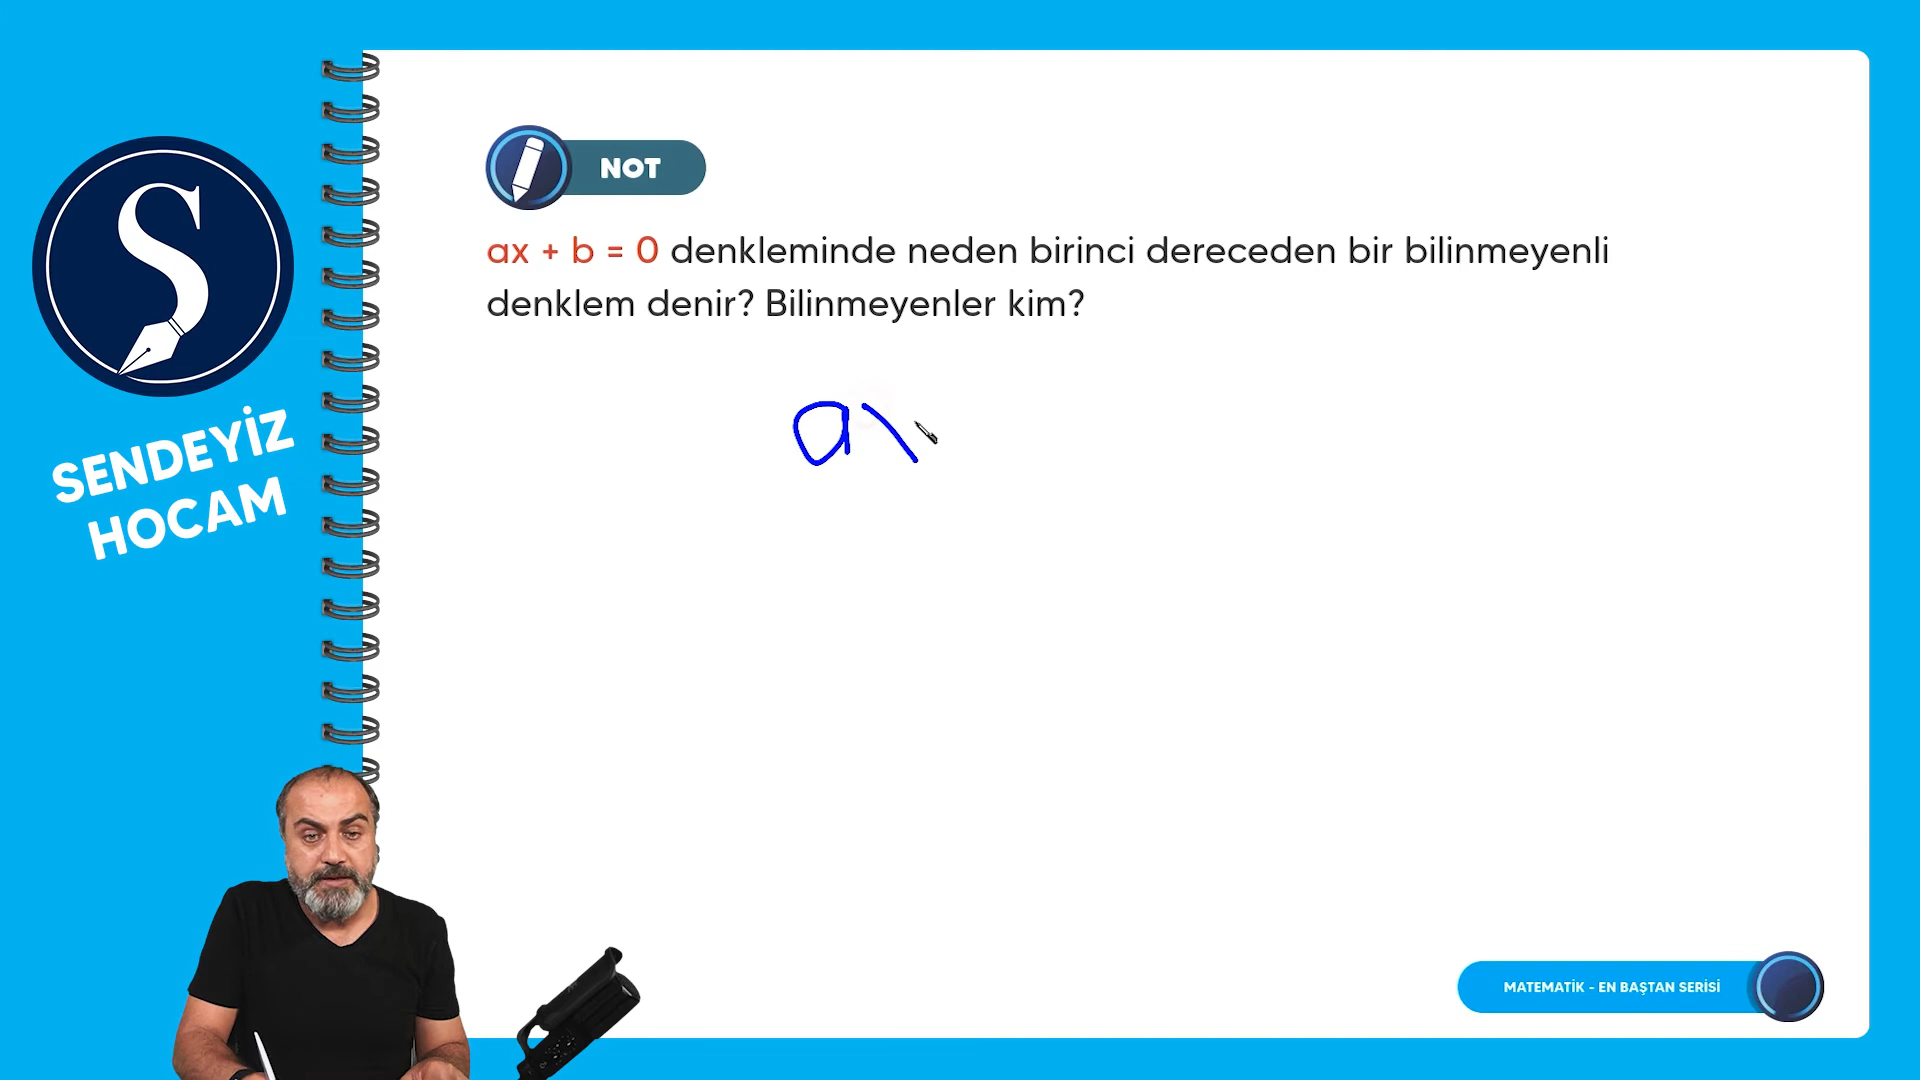 SENDEYİZ
HOCAM
NOT
ax + b = 0 denkleminde neden birinci dereceden bir bilinmeyenli
denklem denir? Bilinmeyenler kim?
ax
MATEMATİK - EN BAŞTAN SERİSİ